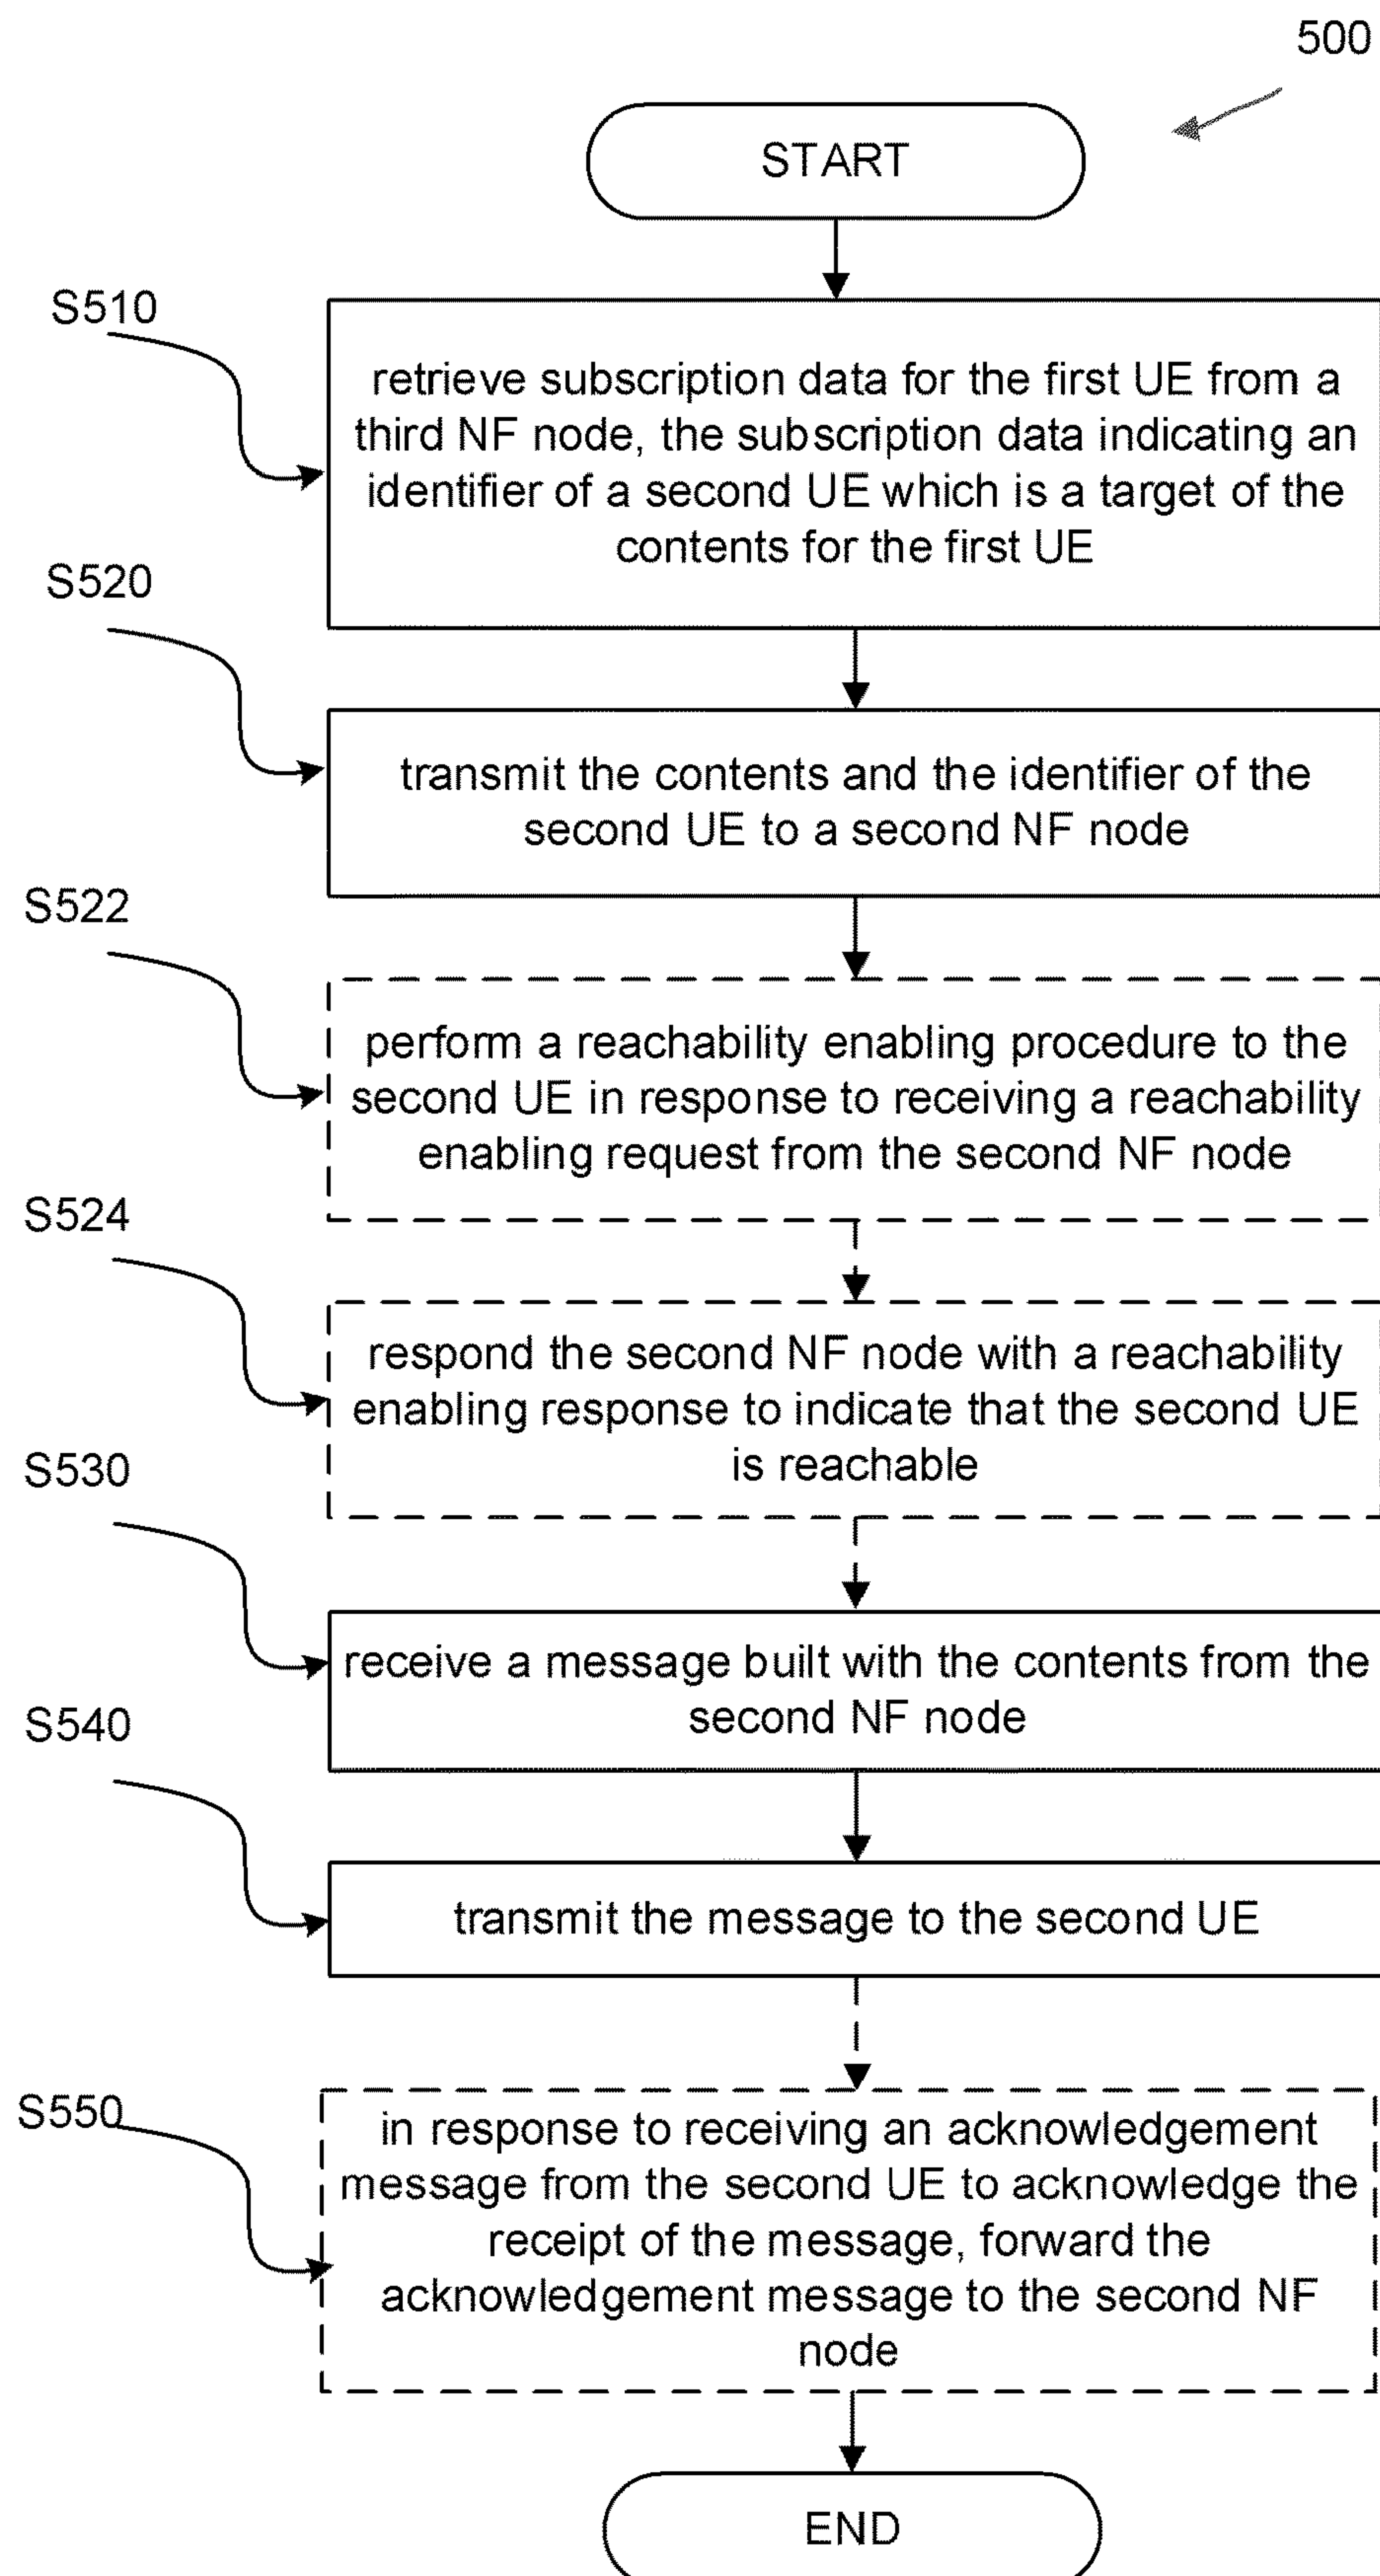 500
START
S510
retrieve subscription data for the first UE from a
third NF node, the subscription data indicating an
identifier of a second UE which is a target of the
contents for the first UE
S520
transmit the contents and the identifier of the
second UE to a second NF node
S522
perform a reachability enabling procedure to the
second UE in response to receiving a reachability
enabling request from the second NF node
S524
respond the second NF node with a reachability
enabling response to indicate that the second UE
is reachable
S530
receive a message built with the contents from the
second NF node
S540
transmit the message to the second UE
S550
in response to receiving an acknowledgement
message from the second UE to acknowledge the
receipt of the message, forward the
acknowledgement message to the second NF
node
END